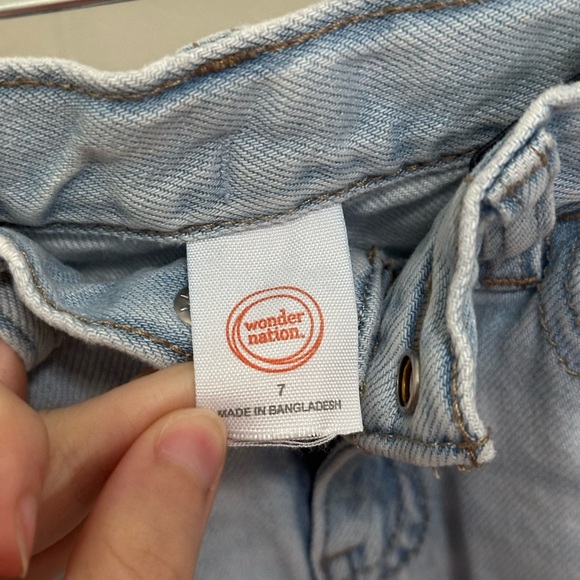 wonder
nation.
7
MADE IN BANGLADESH